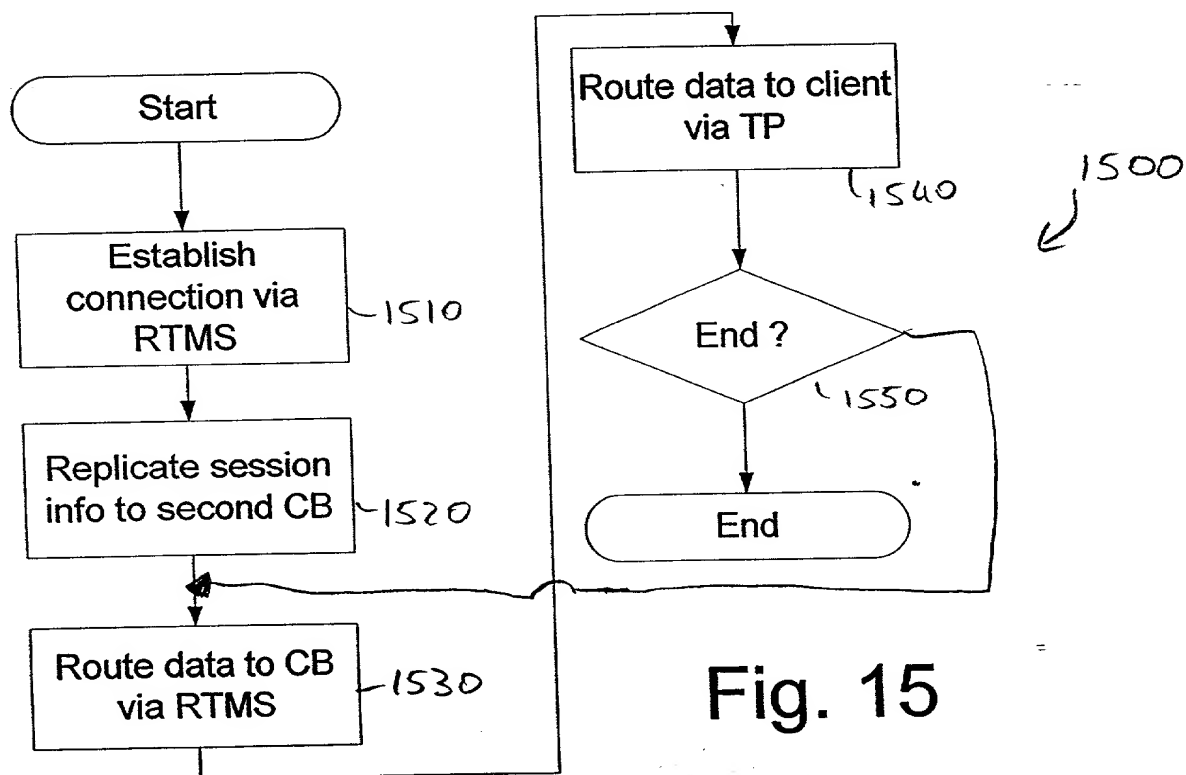 Start
Establish
connection via
RTMS
1510
Replicate session
info to second CB
1520
Route data to CB
via RTMS
1530
Route data to client
via TP
1540
End ?
1550
End
1500
Fig. 15